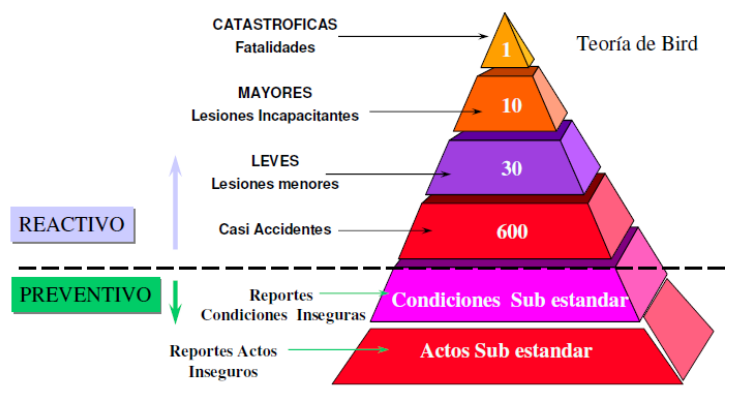 CATASTROFICAS
Fatalidades
1
Teoría de Bird
MAYORES
Lesiones Incapacitantes
10
LEVES
Lesiones menores
30
REACTIVO
Casi Accidentes
600
PREVENTIVO
Reportes
Condiciones Inseguras
Condiciones Sub estandar
Reportes Actos
Inseguros
Actos Sub estandar